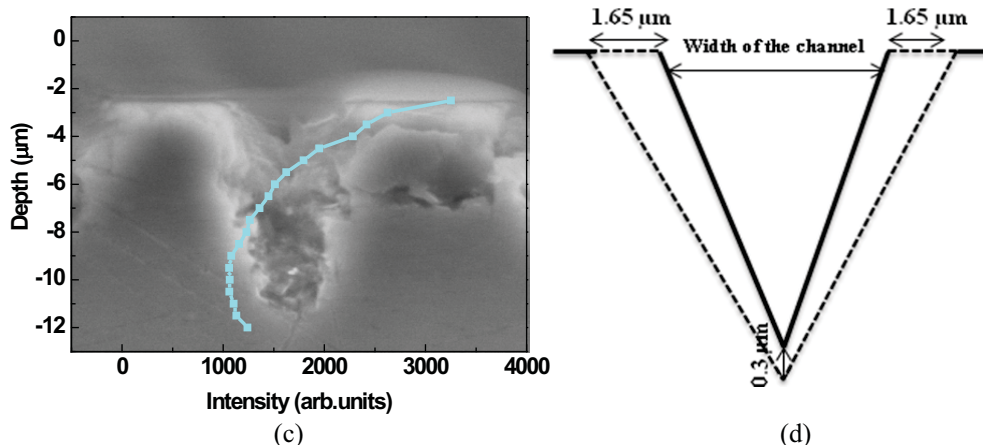 0
-2
-4
-6
-8
-10
-12
Depth (µm)
0 1000 2000 3000 4000
Intensity (arb.units)
(c)
1.65 µm 1.65 µm
Width of the channel
0.3 µm
(d)